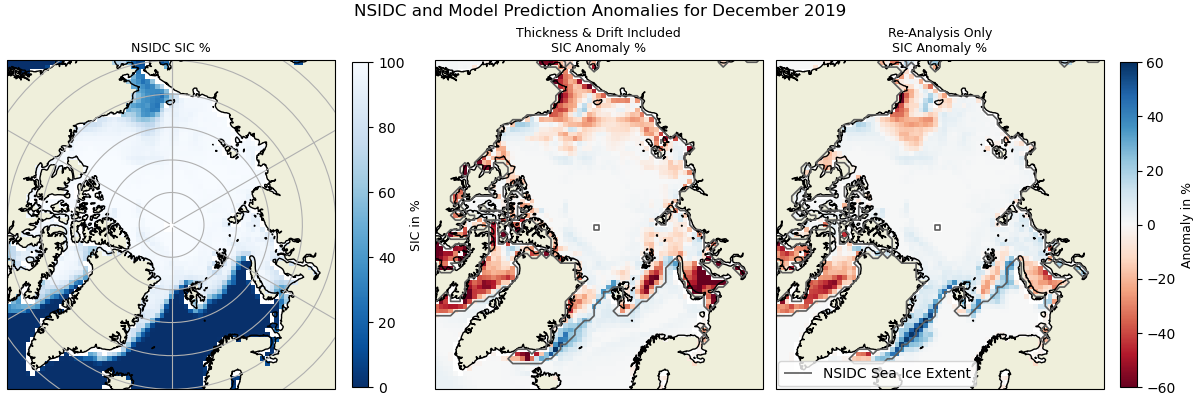 NSIDC and Model Prediction Anomalies for December 2019
NSIDC SIC %
Thickness & Drift Included
SIC Anomaly %
Re-Analysis Only
SIC Anomaly %
100
80
60
40
20
0
SIC in %
60
40
20
0
−20
−40
−60
Anomaly in %
NSIDC Sea Ice Extent